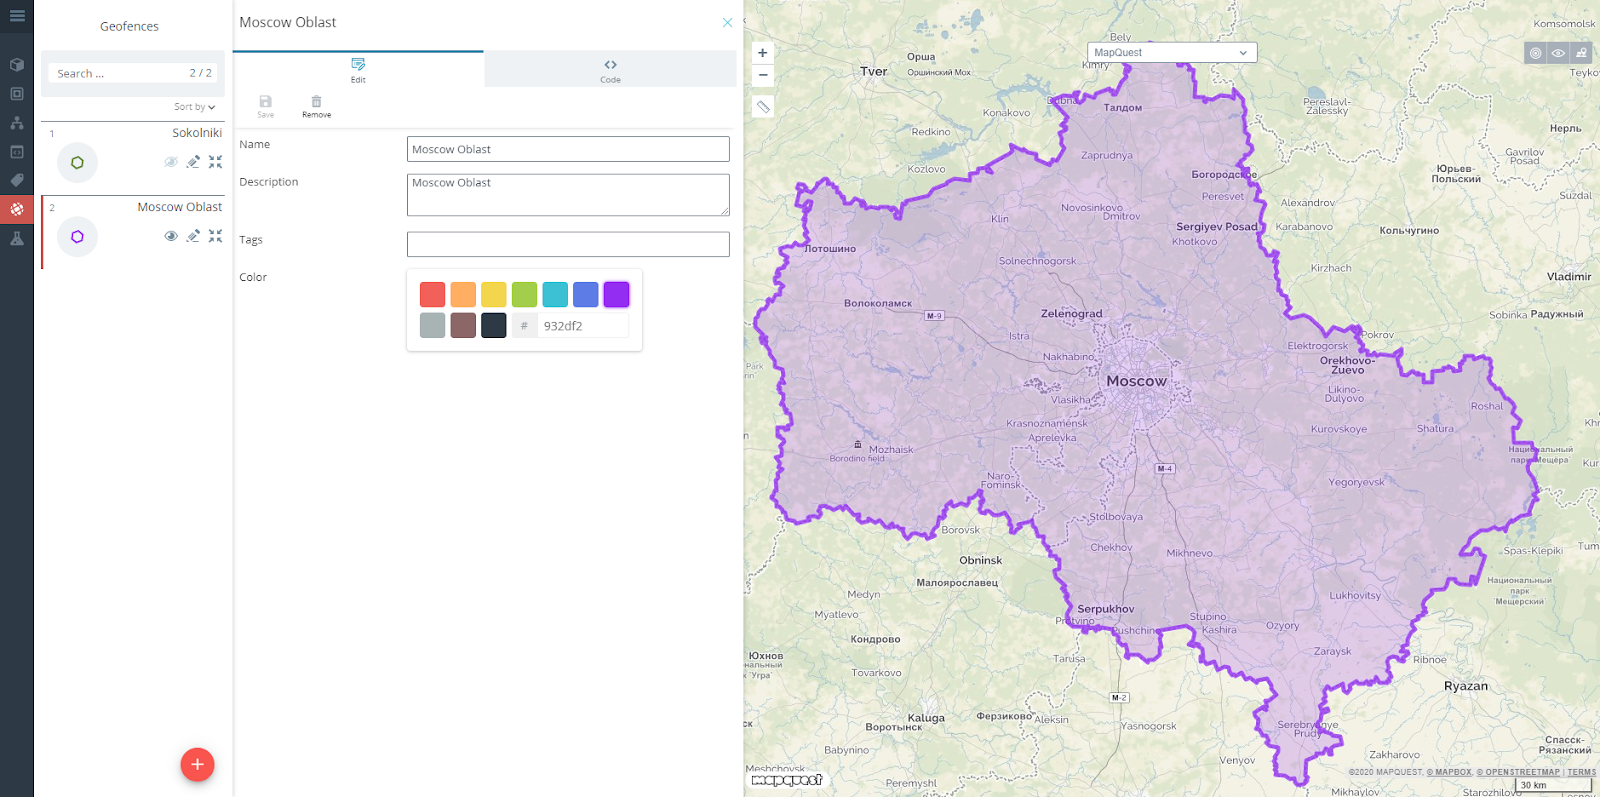 Geofences
Search ...
2 / 2
Sort by
1
Sokolniki
2
Moscow Oblast
+
Moscow Oblast
Edit
Code
Save
Remove
Name
Moscow Oblast
Description
Moscow Oblast
Tags
Color
#
932df2
MapQuest
+
−
Komsomolsk
Bely
Kimry
Орша
Оршинский Мох
Tver
Teyko
Dubna
Талдом
Pereslavl-
Zalessky
Konakovo
Redkino
Нерль
Zaprudnya
Gavrilov
Posad
Kozlovo
Юрьев-
Польский
Богородское
Peresvet
Suzdal
Alexandrov
Novosinkovo
Dmitrov
Klin
Karabanovo
Кольчугино
Sergiyev Posad
Khotkovo
Лотошино
Solnechnogorsk
Kirzhach
Vladimir
Волоколамск
M-9
Zelenograd
Sobinka
Радужный
Istra
Pokrov
Elektrogorsk
Nakhabino
Orekhovo-
Zuevo
Park
Moscow
Likino-
Dulyovo
Vlasikha
Roshal
Krasnoznamensk
Aprelevka
Kurovskoye
Shatura
Borodino field
Mozhaisk
Национальный
парк Мещёра
M-4
Naro-
Fominsk
Yegoryevsk
Stolbovaya
Borovsk
Chekhov
Mikhnevo
Spas-Klepiki
Tum
Obninsk
Малоярославец
Национальный
парк
Мещерский
Medyn
Lukhovitsy
Serpukhov
Myatlevo
Protvino
Pushchino
Stupino
Kashira
Ozyory
Кондрово
Zaraysk
Юхнов
Tarusa
Ribnoe
Tovarkovo
Ryazan
M-2
Kaluga
Ферзиково
Aleksin
Воротынск
Yasnogorsk
Serebryanye
Prudy
Спасск-
Рязанский
Babynino
Zakharovo
Venyov
Meshchovsk
Peremyshl
mapquest
©2020 MAPQUEST, © MAPBOX, © OPENSTREETMAP | TERMS
30 km
Starozhilovo